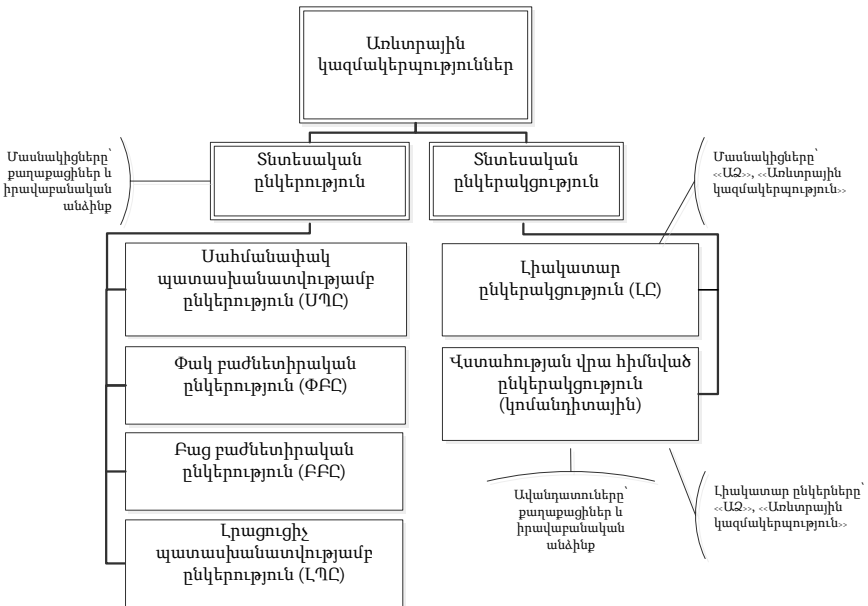 Առևտրային
կազմակերպություններ
Մասնակիցները՝
քաղաքացիներ և
իրավաբանական
անձինք
Տնտեսական
ընկերություն
Տնտեսական
ընկերակցություն
Մասնակիցները՝
<<ԱՁ>>, <<Առևտրային
կազմակերպություն>>
Սահմանափակ
պատասխանատվությամբ
ընկերություն (ՍՊԸ)
Փակ բաժնետիրական
ընկերություն (ՓԲԸ)
Բաց բաժնետիրական
ընկերություն (ԲԲԸ)
Լրացուցիչ
պատասխանատվությամբ
ընկերություն (ԼՊԸ)
Լիակատար
ընկերակցություն (ԼԸ)
Վստահության վրա հիմնված
ընկերակցություն
(կոմանդիտային)
Ավանդատուները՝
քաղաքացիներ և
իրավաբանական
անձինք
Լիակատար ընկերները՝
<<ԱՁ>>, <<Առևտրային
կազմակերպություն>>